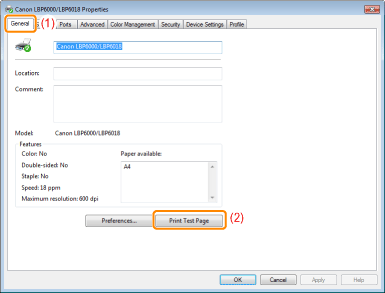 Canon LBP6000/LBP6018 Properties
General (1) Ports Advanced Color Management Security Device Settings Profile
Canon LBP6000/LBP6018
Location:
Comment:
Model: Canon LBP6000/LBP6018
Features
Color: No Paper available:
Double-sided: No A4
Staple: No
Speed: 18 ppm
Maximum resolution: 600 dpi
Preferences... Print Test Page (2)
OK Cancel Apply Help